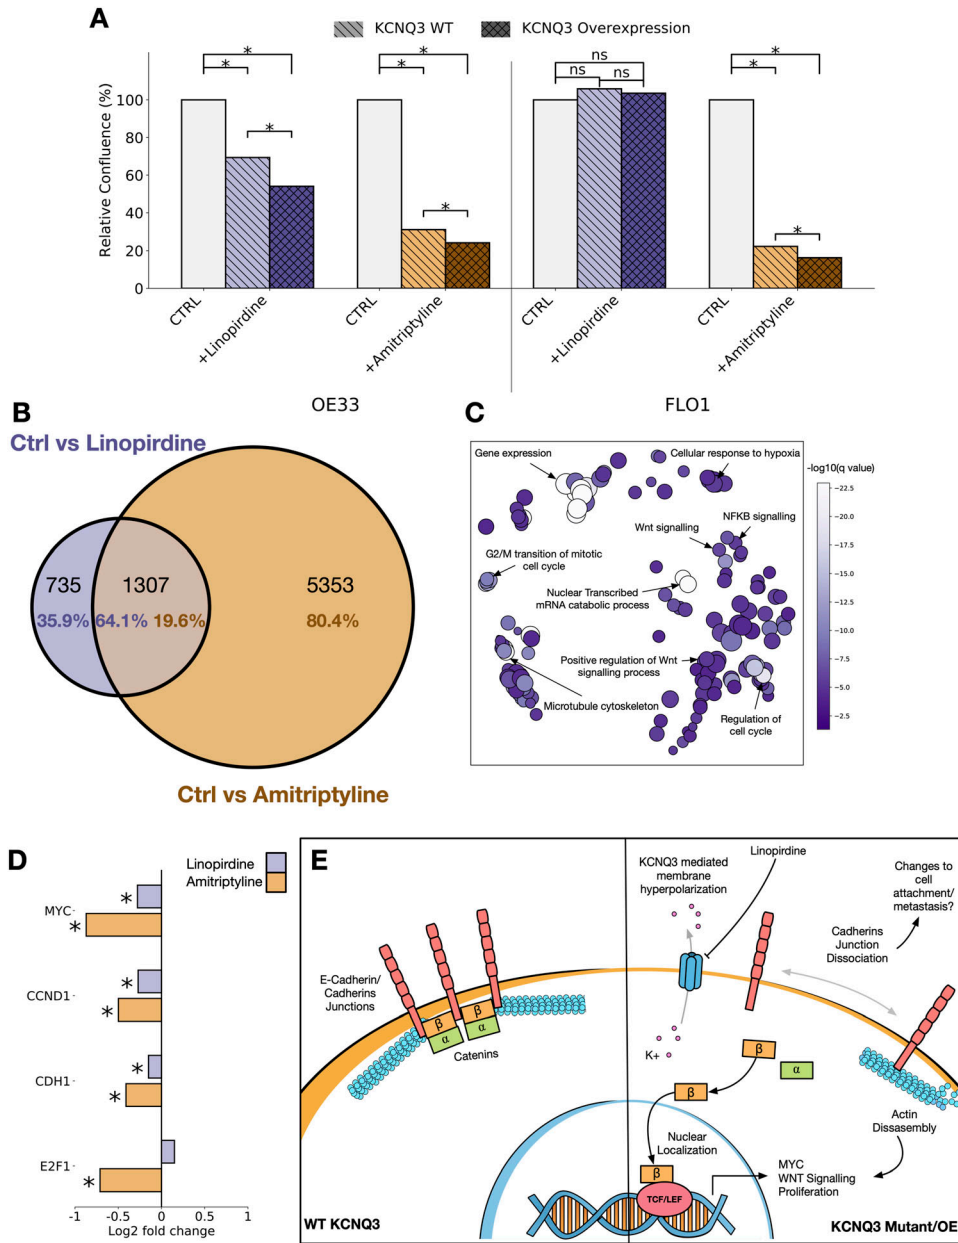 A
KCNQ3 WT
KCNQ3 Overexpression
Relative Confluence (%)
100
80
60
40
20
0
*
*
*
*
*
*
*
ns
ns
ns
*
*
*
CTRL
+Linopirdine
CTRL
+Amitriptyline
CTRL
+Linopirdine
CTRL
+Amitriptyline
OE33
FLO1
B
Ctrl vs Linopirdine
735
1307
5353
35.9%
64.1%
19.6%
80.4%
Ctrl vs Amitriptyline
C
Gene expression
Cellular response to hypoxia
Wnt signalling
NFKB signalling
G2/M transition of mitotic
cell cycle
Nuclear Transcribed
mRNA catabolic process
Positive regulation of Wnt
signalling process
Microtubule cytoskeleton
Regulation of
cell cycle
-log10(q value)
−22.5
−20.0
−17.5
−15.0
−12.5
−10.0
−7.5
−5.0
−2.5
D
Linopirdine
Amitriptyline
MYC
*
*
CCND1
*
*
CDH1
*
*
E2F1
*
-1
0
1
Log2 fold change
E
E-Cadherin/
Cadherins
Junctions
β
β
α
α
Catenins
WT KCNQ3
KCNQ3 mediated
membrane
hyperpolarization
Linopirdine
Changes to
cell
attachment/
metastasis?
Cadherins
Junction
Dissociation
K+
β
α
β
Nuclear
Localization
β
TCF/LEF
Actin
Disassembly
MYC
WNT Signalling
Proliferation
KCNQ3 Mutant/OE